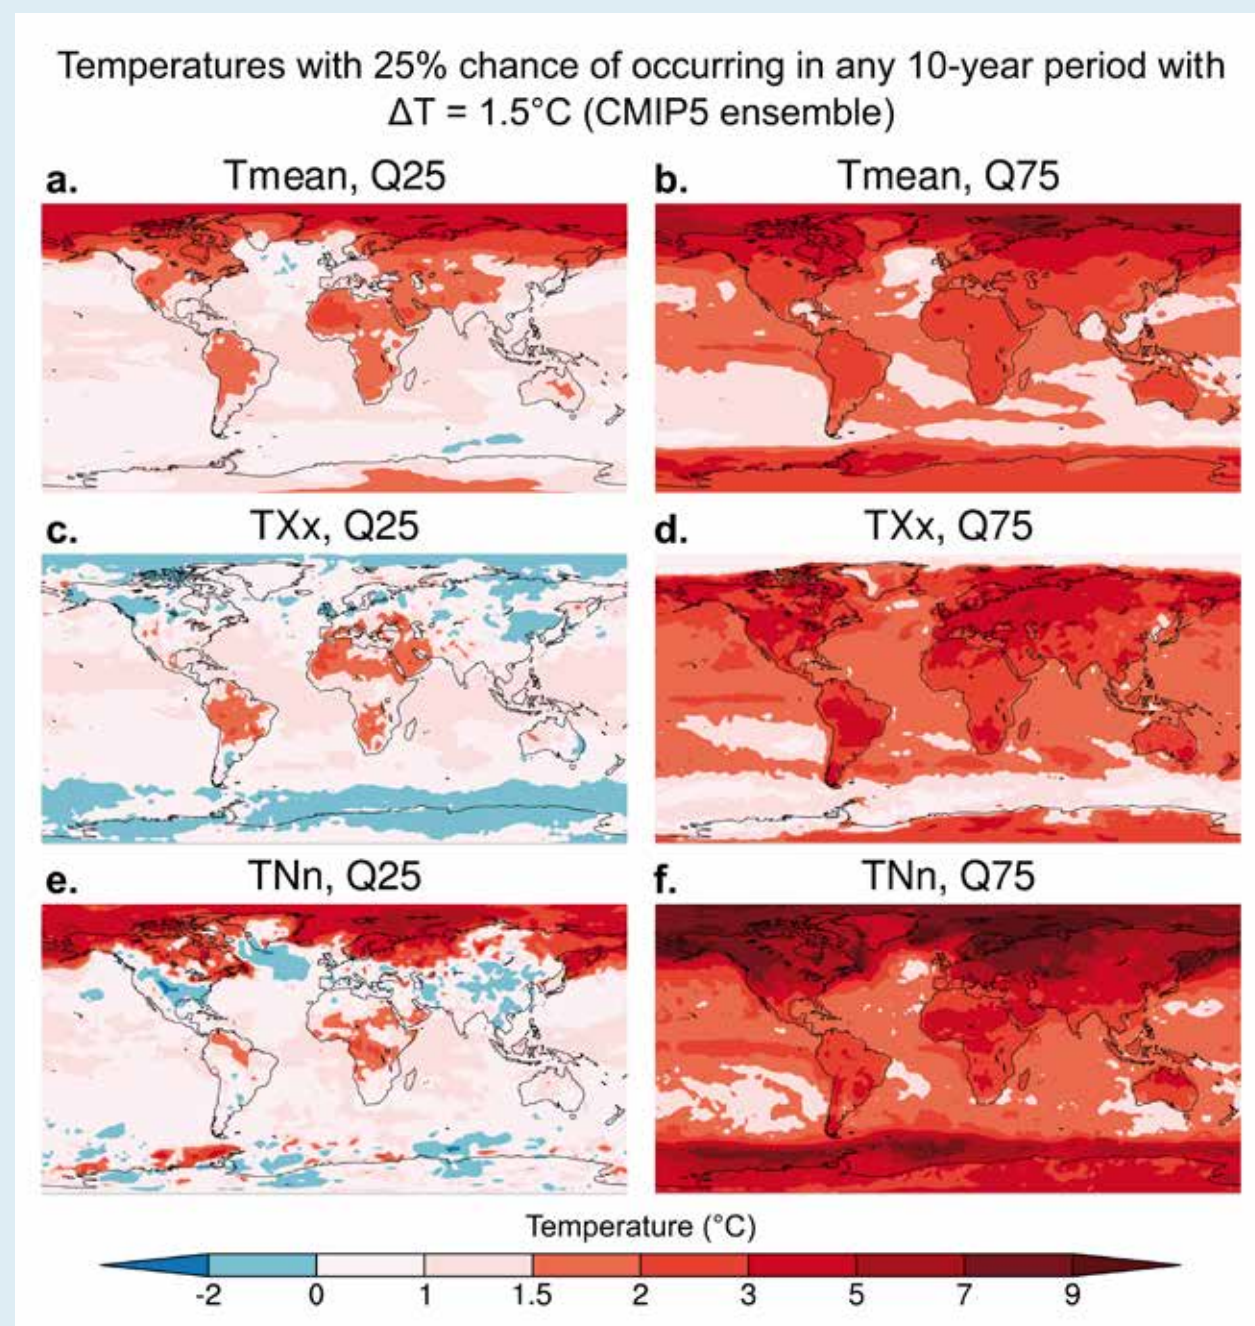 Temperatures with 25% chance of occurring in any 10-year period with
ΔT = 1.5°C (CMIP5 ensemble)
a. Tmean, Q25
b. Tmean, Q75
c. TXx, Q25
d. TXx, Q75
e. TNn, Q25
f. TNn, Q75
Temperature (°C)
-2 0 1 1.5 2 3 5 7 9